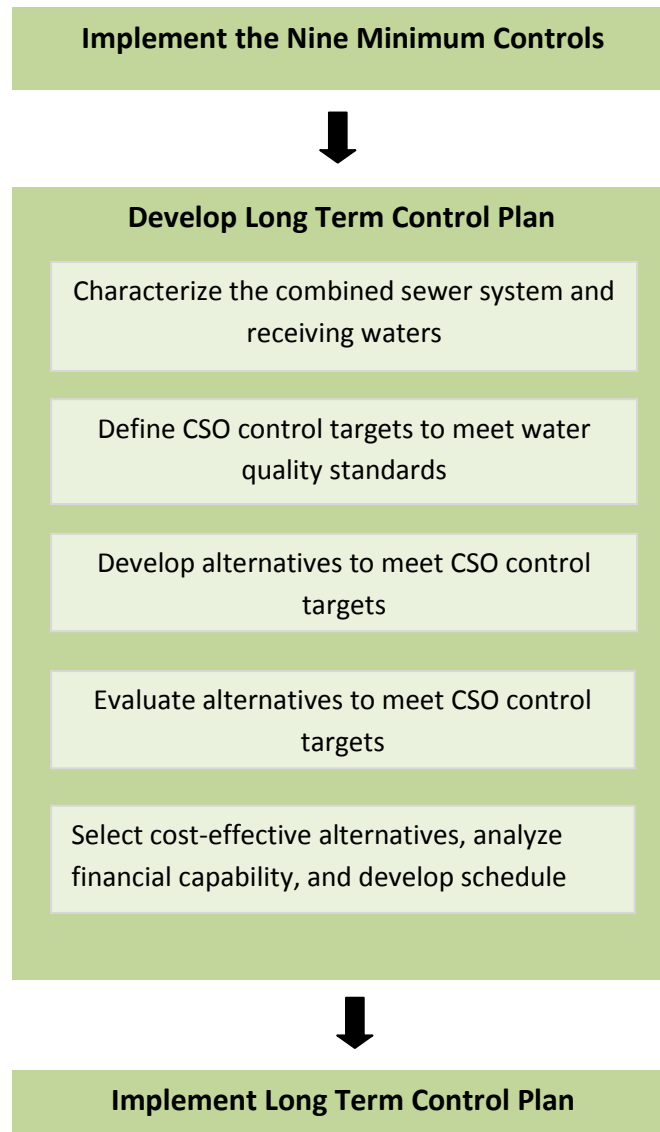 Implement the Nine Minimum Controls
Develop Long Term Control Plan
Characterize the combined sewer system and
receiving waters
Define CSO control targets to meet water
quality standards
Develop alternatives to meet CSO control
targets
Evaluate alternatives to meet CSO control
targets
Select cost-effective alternatives, analyze
financial capability, and develop schedule
Implement Long Term Control Plan